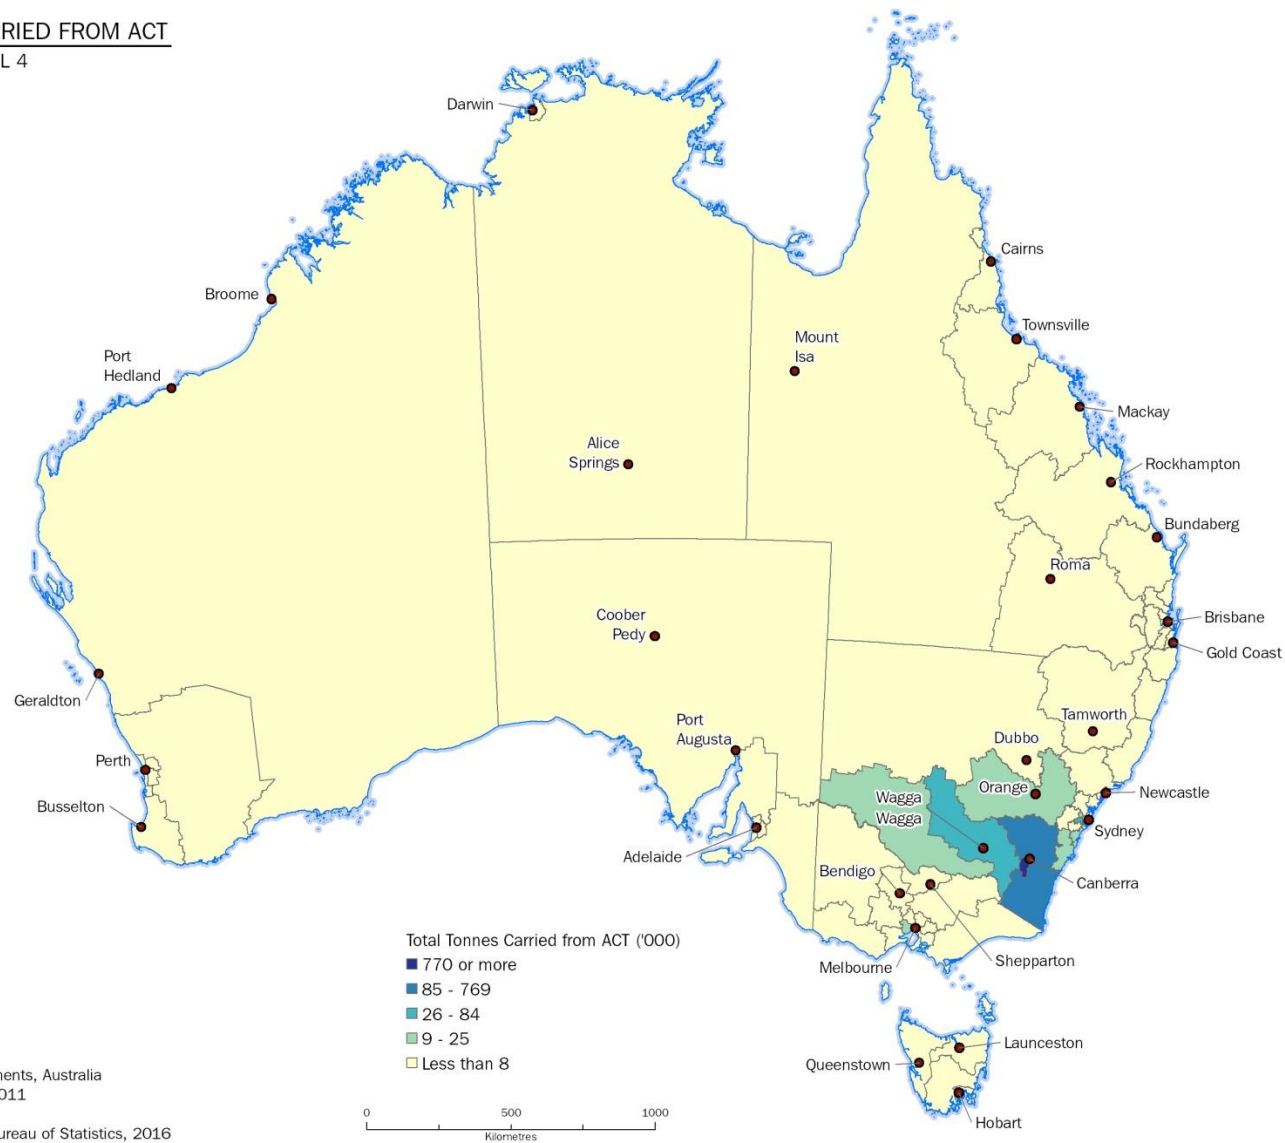 RIED FROM ACT
L 4
Darwin
Cairns
Broome
Townsville
Mount
Isa
Port
Hedland
Mackay
Alice
Springs
Rockhampton
Bundaberg
Roma
Coober
Pedy
Brisbane
Gold Coast
Geraldton
Port
Augusta
Tamworth
Dubbo
Perth
Orange
Newcastle
Wagga
Wagga
Busselton
Sydney
Adelaide
Bendigo
Canberra
Total Tonnes Carried from ACT ('000)
770 or more
85 - 769
26 - 84
9 - 25
Less than 8
Melbourne
Shepparton
Launceston
Queenstown
Hobart
nents, Australia
011
ureau of Statistics, 2016
0 500 1000
Kilometres